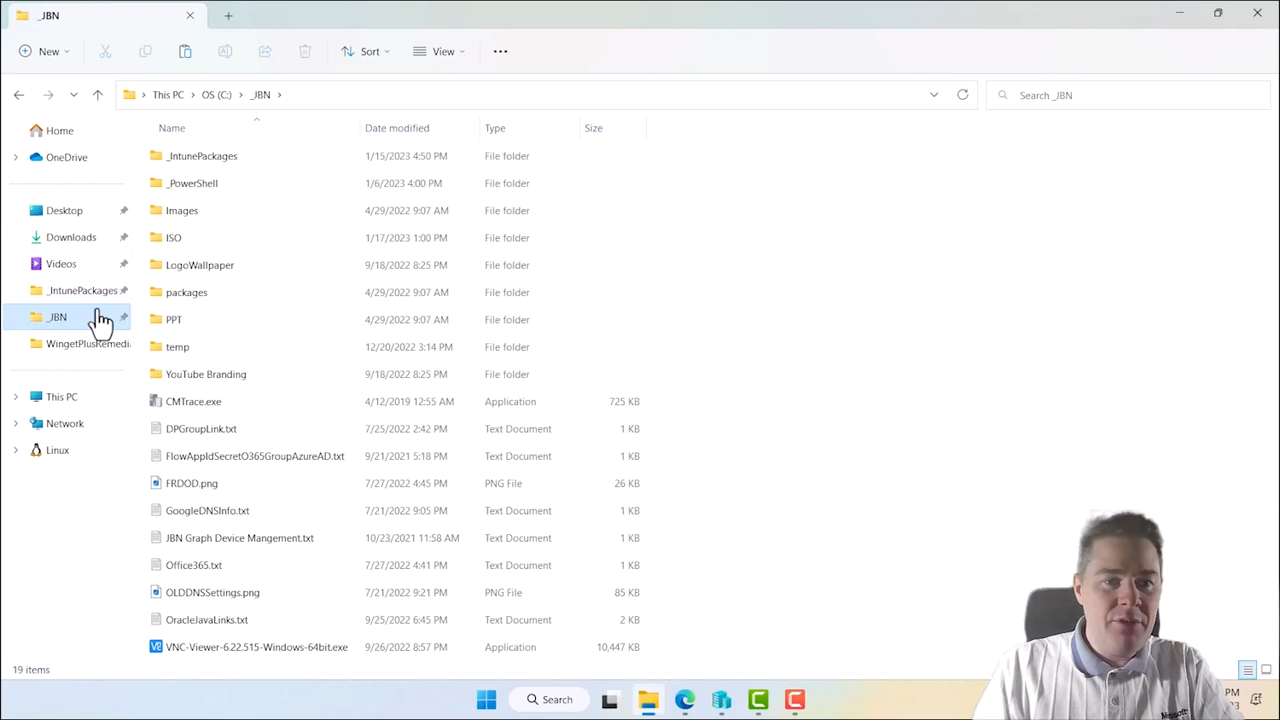 _JBN
New
Sort
View
This PC
OS (C:)
_JBN
Search _JBN
Name
Date modified
Type
Size
Home
OneDrive
Desktop
Downloads
Videos
_IntunePackages
_JBN
WingetPlusRemedi
This PC
Network
Linux
_IntunePackages 1/15/2023 4:50 PM File folder
_PowerShell 1/6/2023 4:00 PM File folder
Images 4/29/2022 9:07 AM File folder
ISO 1/17/2023 1:00 PM File folder
LogoWallpaper 9/18/2022 8:25 PM File folder
packages 4/29/2022 9:07 AM File folder
PPT 4/29/2022 9:07 AM File folder
temp 12/20/2022 3:14 PM File folder
YouTube Branding 9/18/2022 8:25 PM File folder
CMTrace.exe 4/12/2019 12:55 AM Application 725 KB
DPGroupLink.txt 7/25/2022 2:42 PM Text Document 1 KB
FlowAppIdSecretO365GroupAzureAD.txt 9/21/2021 5:18 PM Text Document 1 KB
FRDOD.png 7/27/2022 4:45 PM PNG File 26 KB
GoogleDNSInfo.txt 7/21/2022 9:05 PM Text Document 1 KB
JBN Graph Device Mangement.txt 10/23/2021 11:58 AM Text Document 1 KB
Office365.txt 7/27/2022 4:41 PM Text Document 1 KB
OLDDNSSettings.png 7/21/2022 9:21 PM PNG File 85 KB
OracleJavaLinks.txt 9/25/2022 6:45 PM Text Document 2 KB
VNC-Viewer-6.22.515-Windows-64bit.exe 9/26/2022 8:57 PM Application 10,447 KB
19 items
Search
PM
Microsoft